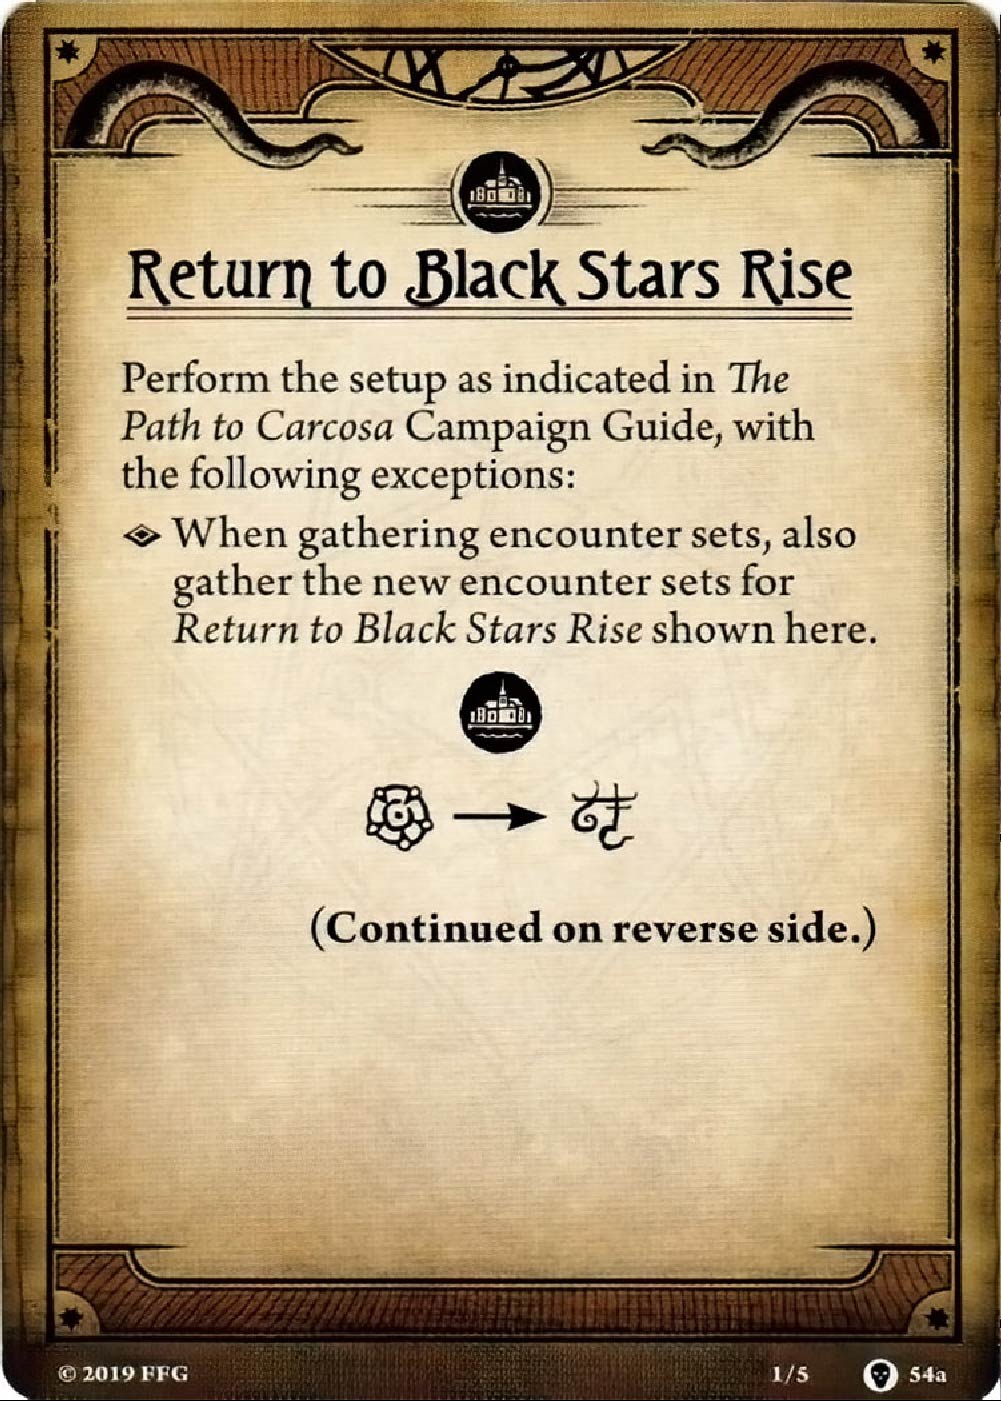 Return to Black Stars Rise
Perform the setup as indicated in The
Path to Carcosa Campaign Guide, with
the following exceptions:
When gathering encounter sets, also
gather the new encounter sets for
Return to Black Stars Rise shown here.
(Continued on reverse side.)
© 2019 FFG
1/5
54a